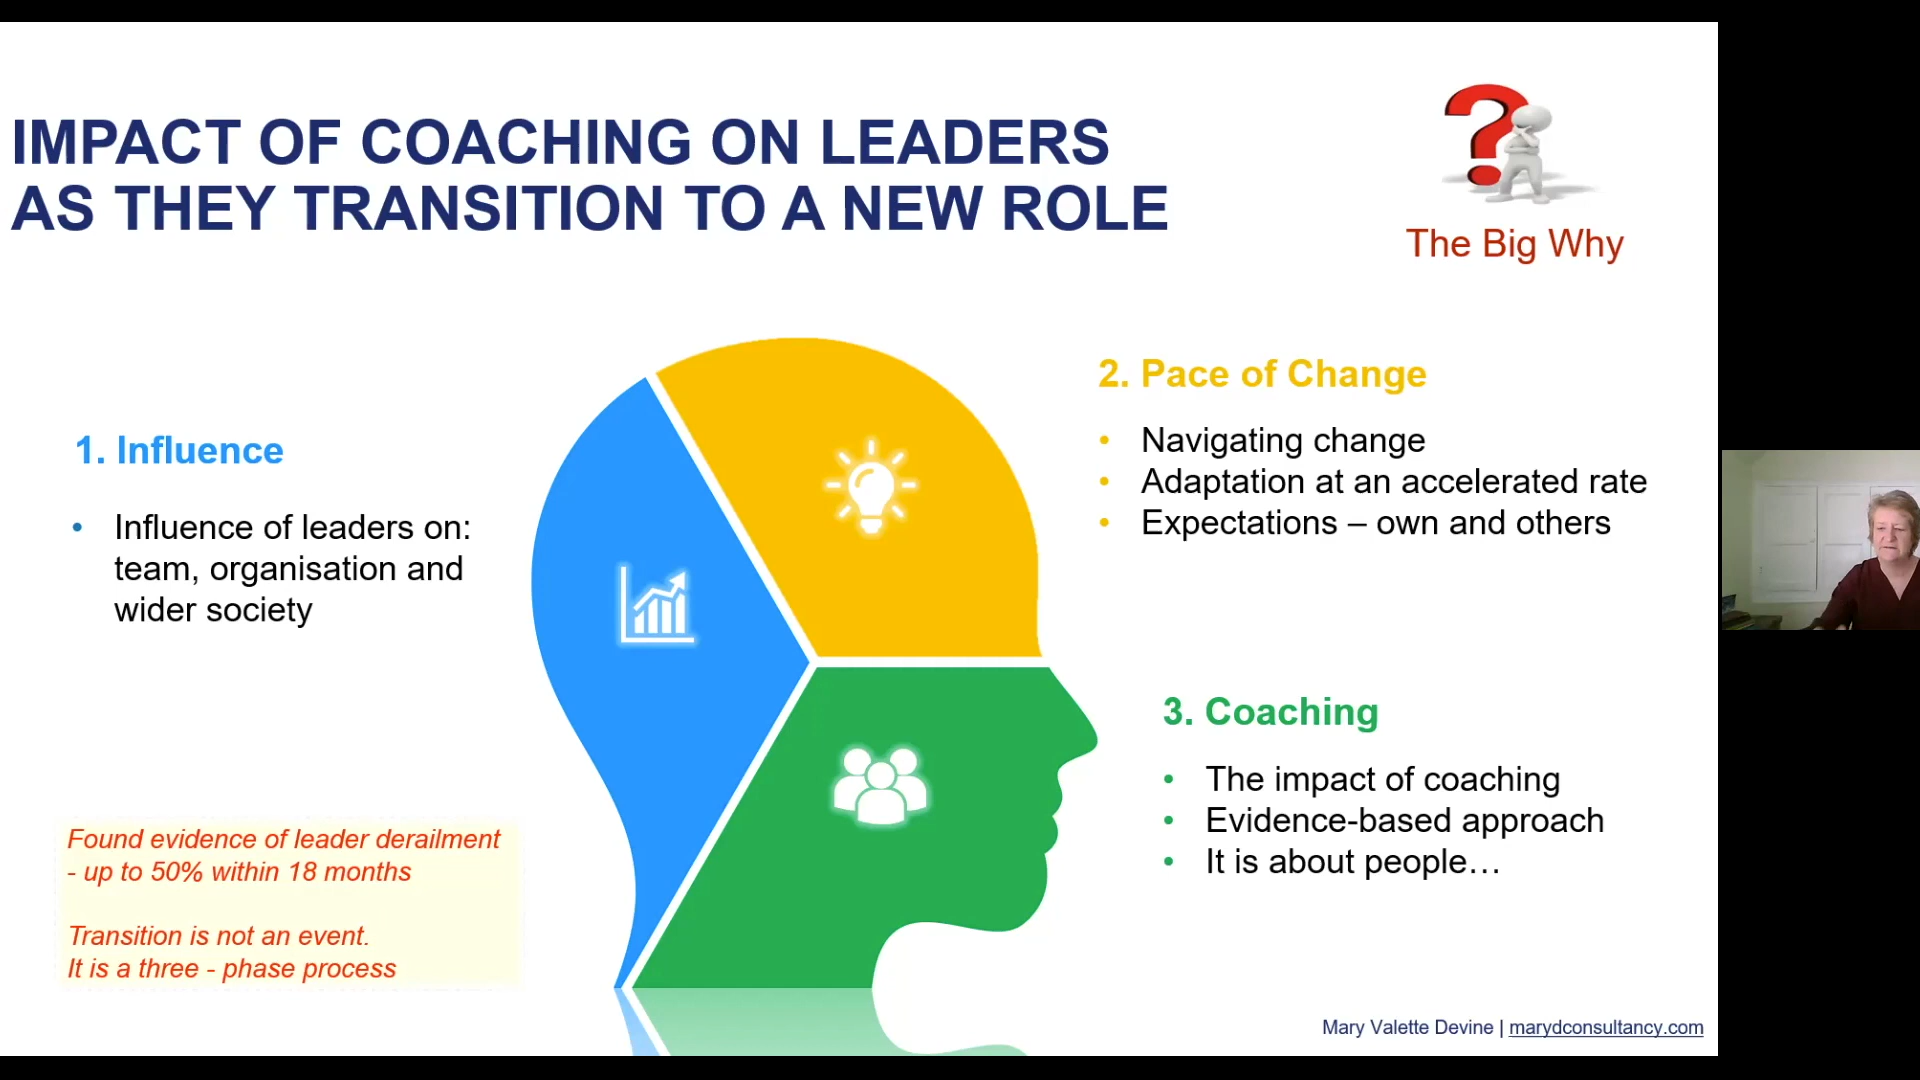 IMPACT OF COACHING ON LEADERS
AS THEY TRANSITION TO A NEW ROLE
?
The Big Why
1. Influence
• Influence of leaders on:
team, organisation and
wider society
2. Pace of Change
• Navigating change
• Adaptation at an accelerated rate
• Expectations – own and others
3. Coaching
• The impact of coaching
• Evidence-based approach
• It is about people…
Found evidence of leader derailment
- up to 50% within 18 months
Transition is not an event.
It is a three - phase process
Mary Valette Devine | marydconsultancy.com